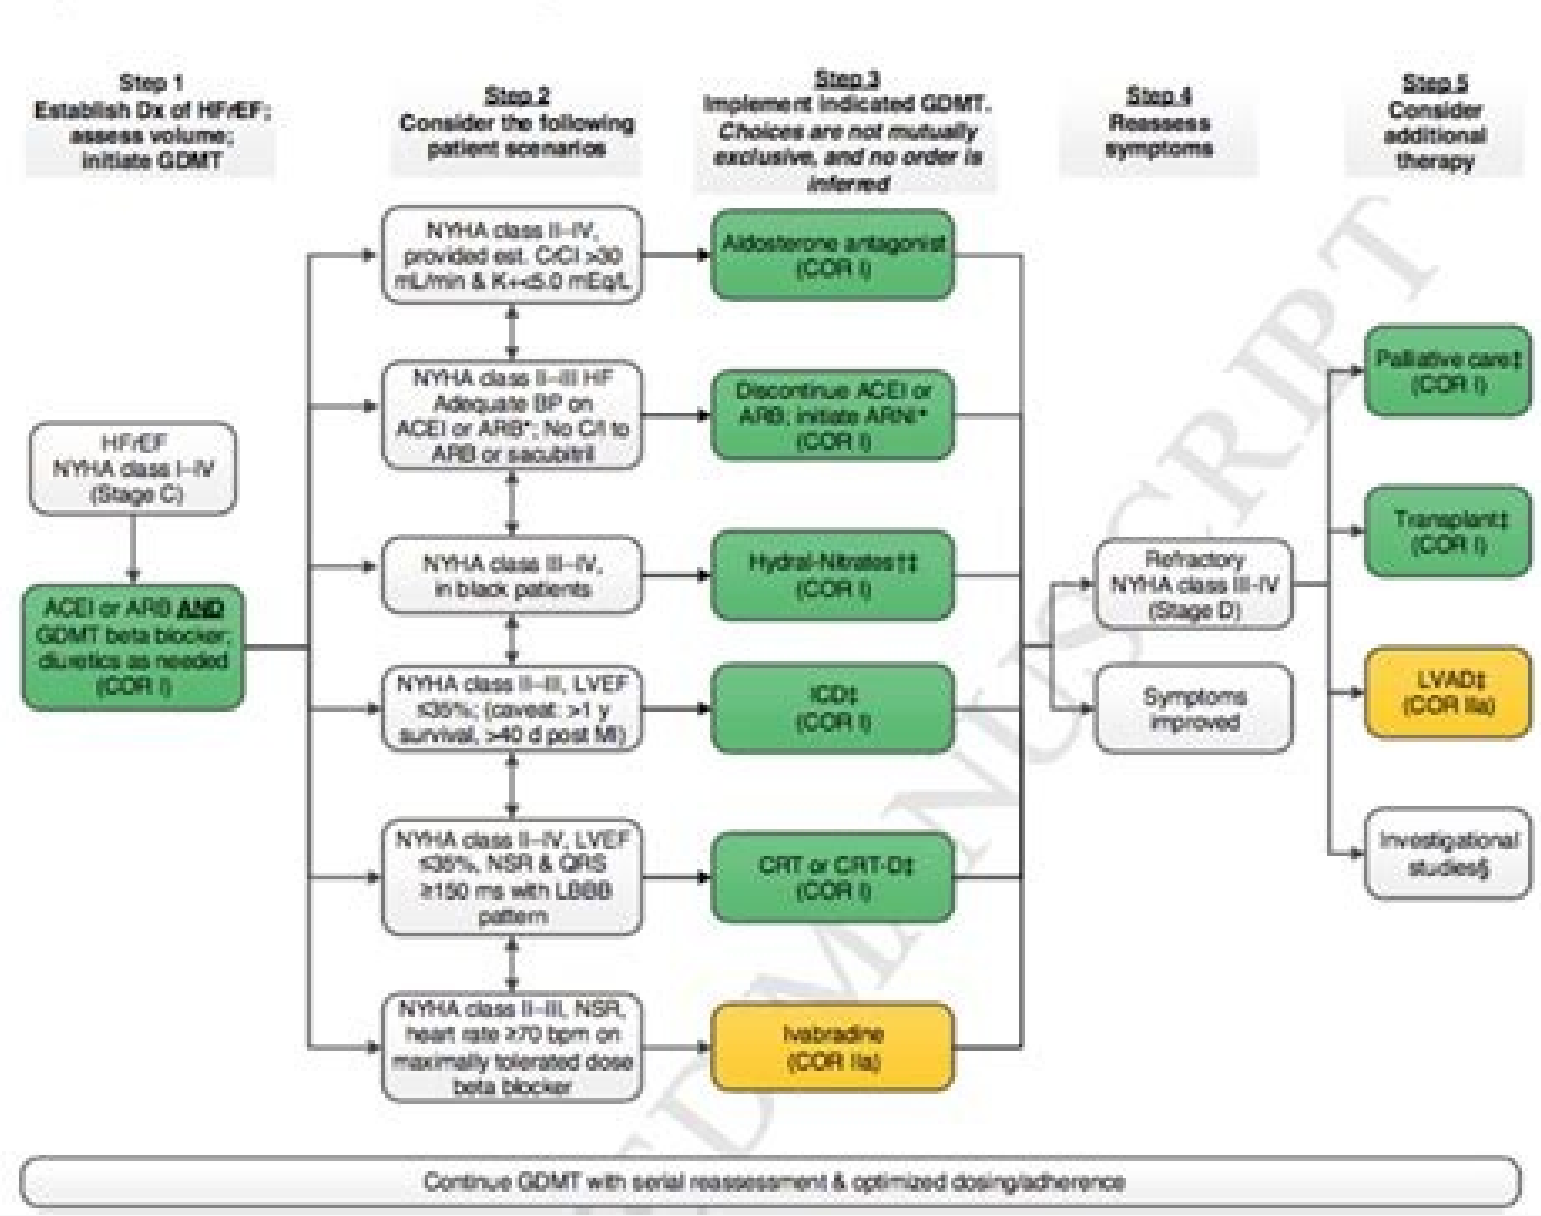 Step 1
Establish Dx of HFrEF;
assess volume;
initiate GDMT
Step 2
Consider the following
patient scenarios
Step 3
Implement indicated GDMT.
Choices are not mutually
exclusive, and no order is
inferred
Step 4
Reassess
symptoms
Step 5
Consider
additional
therapy
HFrEF
NYHA class I–IV
(Stage C)
ACEI or ARB AND
GDMT beta blocker;
diuretics as needed
(COR I)
NYHA class II–IV,
provided est. CrCl >30
mL/min & K+<5.0 mEq/L
NYHA class II–III HF
Adequate BP on
ACEI or ARB*; No C/I to
ARB or sacubitril
NYHA class III–IV,
in black patients
NYHA class II–III, LVEF
≤35%; (caveat: >1 y
survival, >40 d post MI)
NYHA class II–IV, LVEF
≤35%, NSR & QRS
≥150 ms with LBBB
pattern
NYHA class II–III, NSR,
heart rate ≥70 bpm on
maximally tolerated dose
beta blocker
Aldosterone antagonist
(COR I)
Discontinue ACEI or
ARB; initiate ARNI*
(COR I)
Hydral-Nitrates†‡
(COR I)
ICD‡
(COR I)
CRT or CRT-D‡
(COR I)
Ivabradine
(COR IIa)
Refractory
NYHA class III-IV
(Stage D)
Symptoms
improved
Palliative care‡
(COR I)
Transplant‡
(COR I)
LVAD‡
(COR IIa)
Investigational
studies§
Continue GDMT with serial reassessment & optimized dosing/adherence
ED MANUSCRIPT